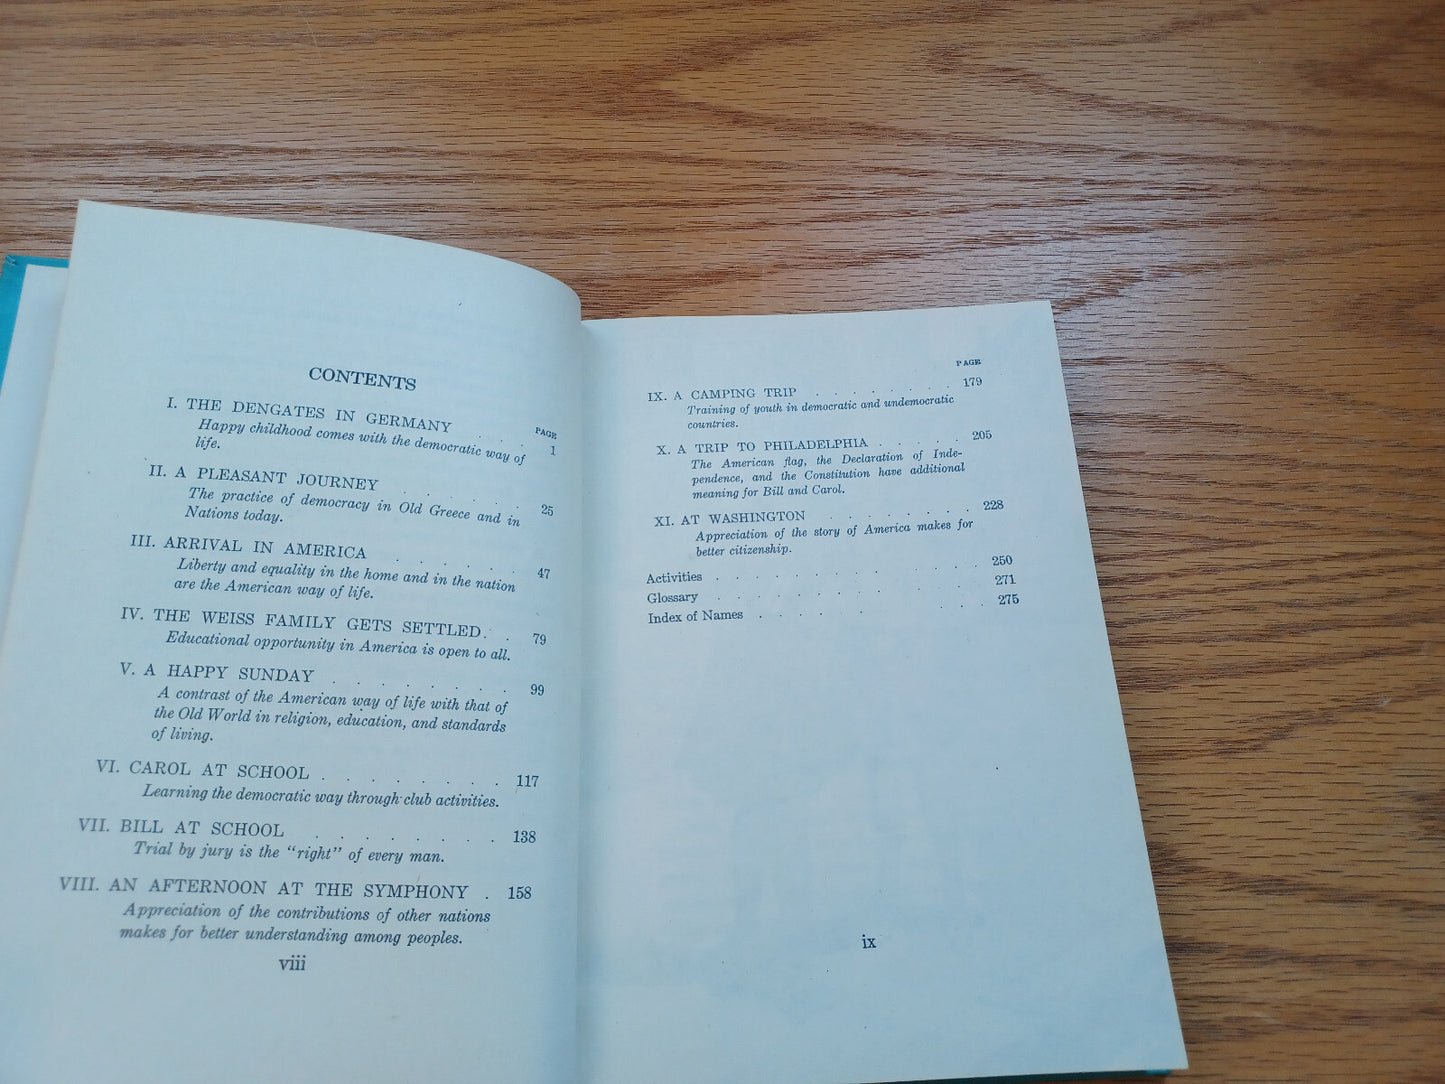 CONTENTS
PAGE
I. THE DENGATES IN GERMANY . . . 1
Happy childhood comes with the democratic way of
life.
II. A PLEASANT JOURNEY . . . . . . 25
The practice of democracy in Old Greece and in
Nations today.
III. ARRIVAL IN AMERICA . . . . . . 47
Liberty and equality in the home and in the nation
are the American way of life.
IV. THE WEISS FAMILY GETS SETTLED . . 79
Educational opportunity in America is open to all.
V. A HAPPY SUNDAY . . . . . . . . 99
A contrast of the American way of life with that of
the Old World in religion, education, and standards
of living.
VI. CAROL AT SCHOOL . . . . . . . . 117
Learning the democratic way through club activities.
VII. BILL AT SCHOOL . . . . . . . . 138
Trial by jury is the "right" of every man.
VIII. AN AFTERNOON AT THE SYMPHONY . 158
Appreciation of the contributions of other nations
makes for better understanding among peoples.
viii
PAGE
IX. A CAMPING TRIP . . . . . . . . 179
Training of youth in democratic and undemocratic
countries.
X. A TRIP TO PHILADELPHIA . . . . . 205
The American flag, the Declaration of Inde-
pendence, and the Constitution have additional
meaning for Bill and Carol.
XI. AT WASHINGTON . . . . . . . . 228
Appreciation of the story of America makes for
better citizenship.
Activities . . . . . . . . . . . 250
Glossary . . . . . . . . . . . 271
Index of Names . . . . . . . . . 275
ix